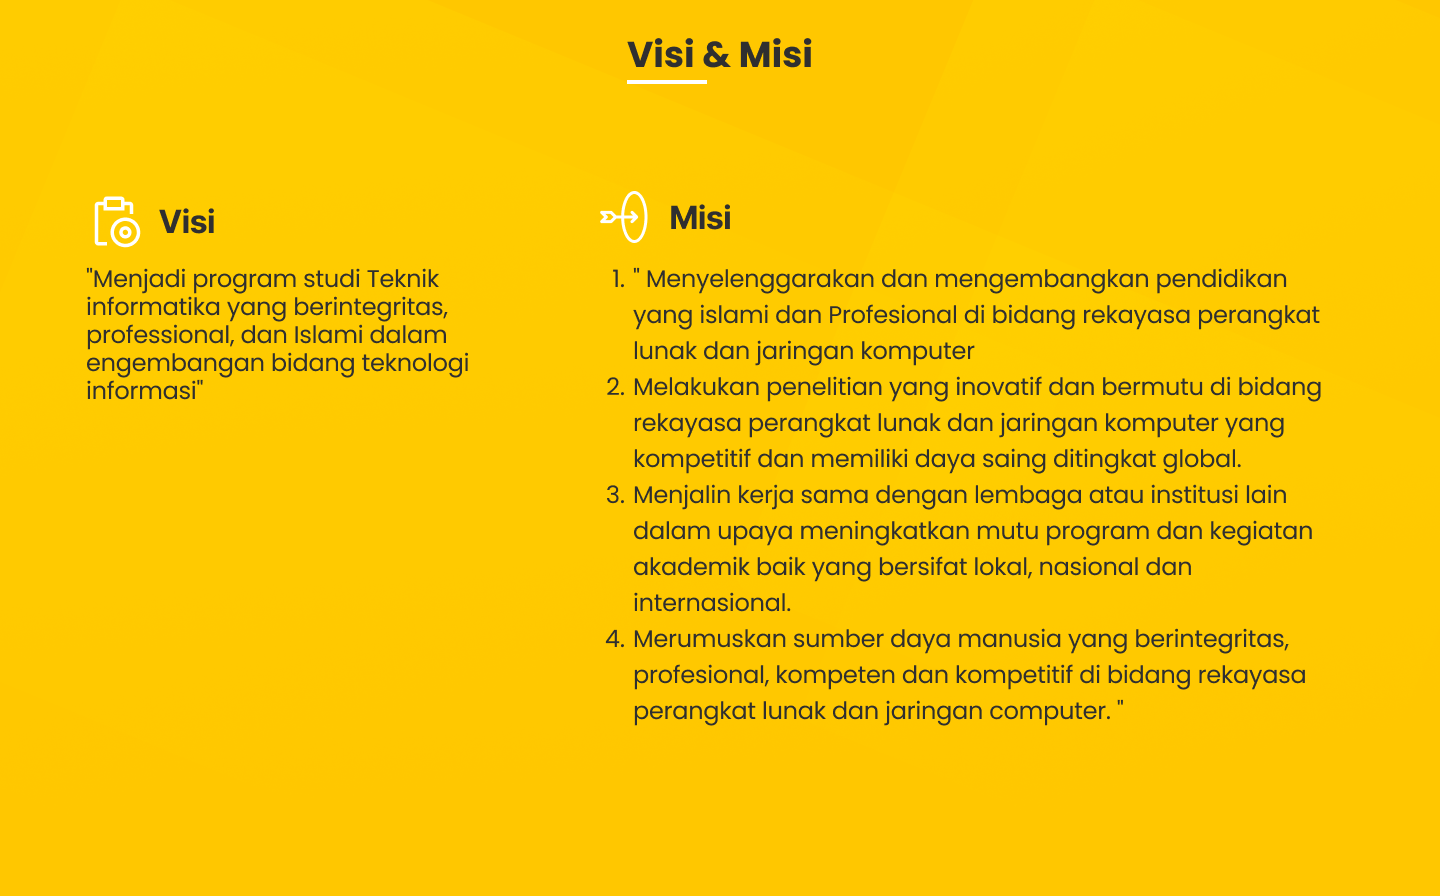 Visi & Misi
Visi
"Menjadi program studi Teknik
informatika yang berintegritas,
professional, dan Islami dalam
engembangan bidang teknologi
informasi"
Misi
1. " Menyelenggarakan dan mengembangkan pendidikan
yang islami dan Profesional di bidang rekayasa perangkat
lunak dan jaringan komputer
2. Melakukan penelitian yang inovatif dan bermutu di bidang
rekayasa perangkat lunak dan jaringan komputer yang
kompetitif dan memiliki daya saing ditingkat global.
3. Menjalin kerja sama dengan lembaga atau institusi lain
dalam upaya meningkatkan mutu program dan kegiatan
akademik baik yang bersifat lokal, nasional dan
internasional.
4. Merumuskan sumber daya manusia yang berintegritas,
profesional, kompeten dan kompetitif di bidang rekayasa
perangkat lunak dan jaringan computer. "